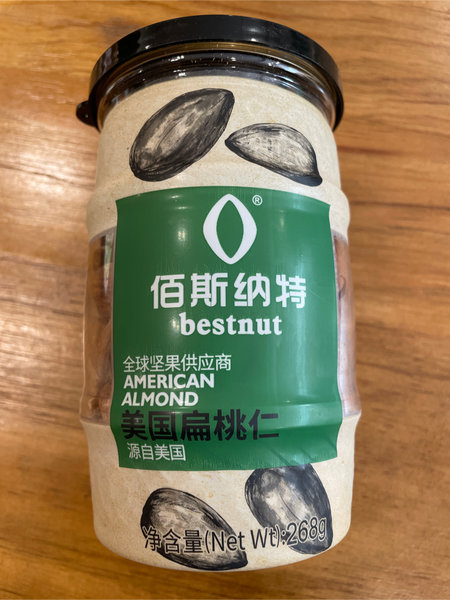 ®
佰斯纳特
bestnut
全球坚果供应商
AMERICAN
ALMOND
美国扁桃仁
源自美国
净含量(Net Wt):268g